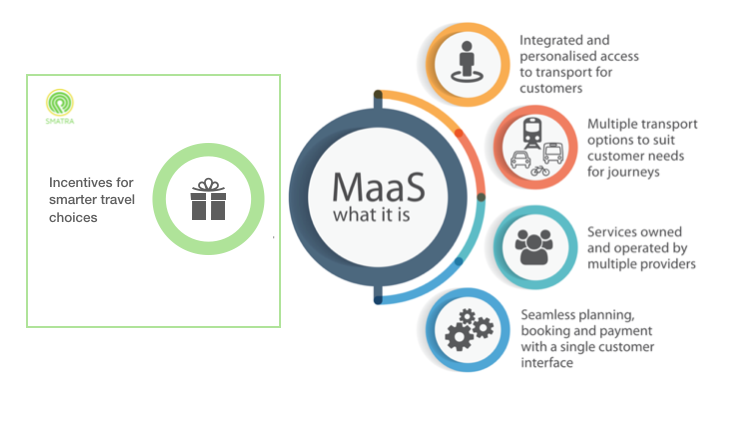 SMATRA
Incentives for
smarter travel
choices
MaaS
what it is
Integrated and
personalised access
to transport for
customers
Multiple transport
options to suit
customer needs
for journeys
Services owned
and operated by
multiple providers
Seamless planning,
booking and payment
with a single customer
interface